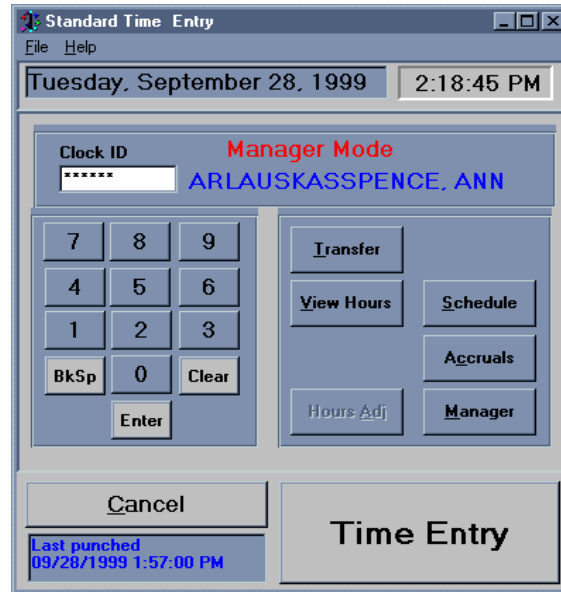 Standard Time Entry
File Help
Tuesday, September 28, 1999 2:18:45 PM
Clock ID
Manager Mode
******
ARLAUSKASSPENCE, ANN
7 8 9
4 5 6
1 2 3
BkSp 0 Clear
Enter
Transfer
View Hours Schedule
Accruals
Hours Adj Manager
Cancel
Last punched
09/28/1999 1:57:00 PM
Time Entry